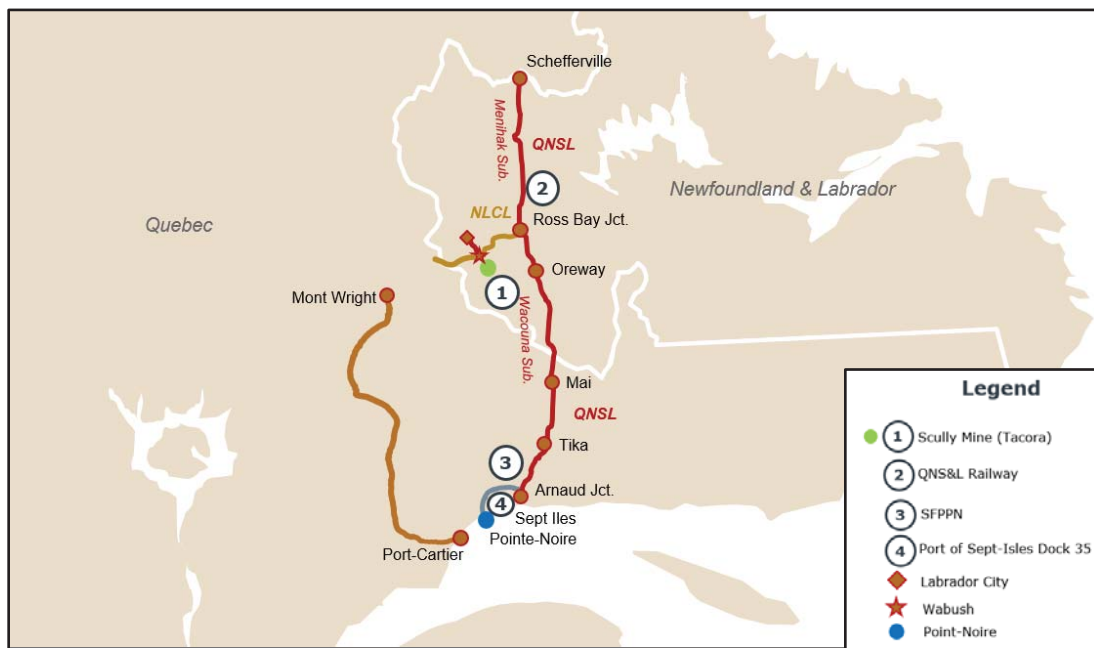 Schefferville
Menihak Sub.
QNSL
2
Newfoundland & Labrador
Quebec
NLCL
Ross Bay Jct.
Oreway
1
Mont Wright
Wacouna Sub.
Mai
QNSL
Tika
3
Arnaud Jct.
4
Sept Iles
Pointe-Noire
Port-Cartier
Legend
1 Scully Mine (Tacora)
2 QNS&L Railway
3 SFPPN
4 Port of Sept-Isles Dock 35
Labrador City
Wabush
Point-Noire